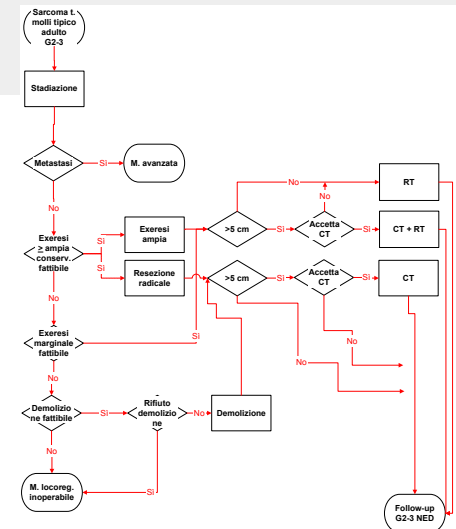 Sarcoma t.
molli tipico
adulto
G2-3
Stadiazione
Metastasi
Sì
M. avanzata
No
Exeresi
≥ ampia
conserv.
fattibile
Sì
Sì
Exeresi
ampia
Resezione
radicale
>5 cm
Sì
Accetta
CT
No
No
RT
Sì
CT + RT
>5 cm
Sì
Accetta
CT
Sì
CT
No
No
No
Exeresi
marginale
fattibile
Sì
No
Demolizio
ne fattibile
Sì
Rifiuto
demolizio
ne
No
Demolizione
No
Sì
M. locoreg.
inoperabile
Follow-up
G2-3 NED